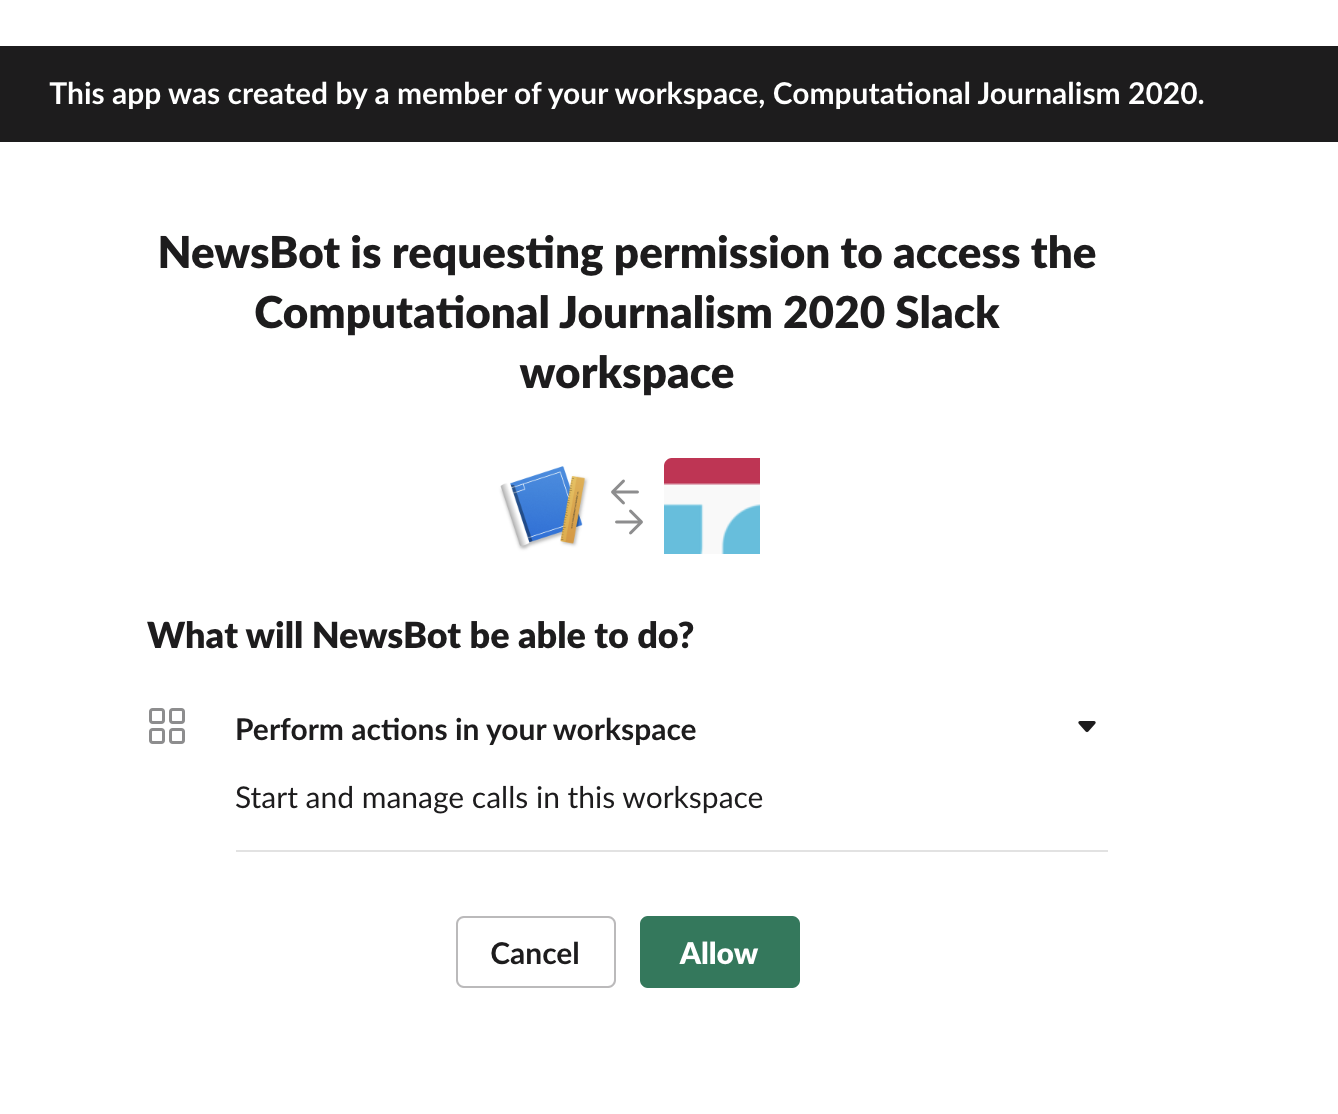 This app was created by a member of your workspace, Computational Journalism 2020.
NewsBot is requesting permission to access the
Computational Journalism 2020 Slack
workspace
What will NewsBot be able to do?
Perform actions in your workspace
Start and manage calls in this workspace
Cancel
Allow